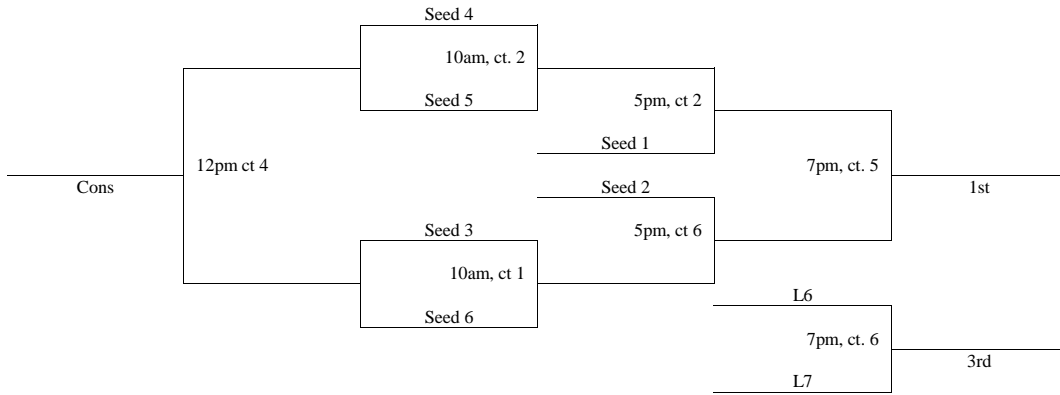 Seed 4
10am, ct. 2
Seed 5
5pm, ct 2
Seed 1
12pm ct 4
7pm, ct. 5
Cons
Seed 2
1st
Seed 3
5pm, ct 6
10am, ct 1
L6
Seed 6
7pm, ct. 6
3rd
L7